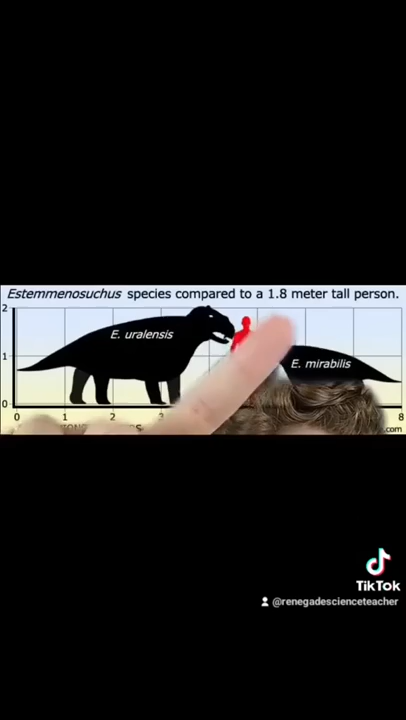 Estemmenosuchus species compared to a 1.8 meter tall person.
2
E. uralensis
1
E. mirabilis
0
0 1 2 3 8
.com
TikTok
@renegadescienceteacher